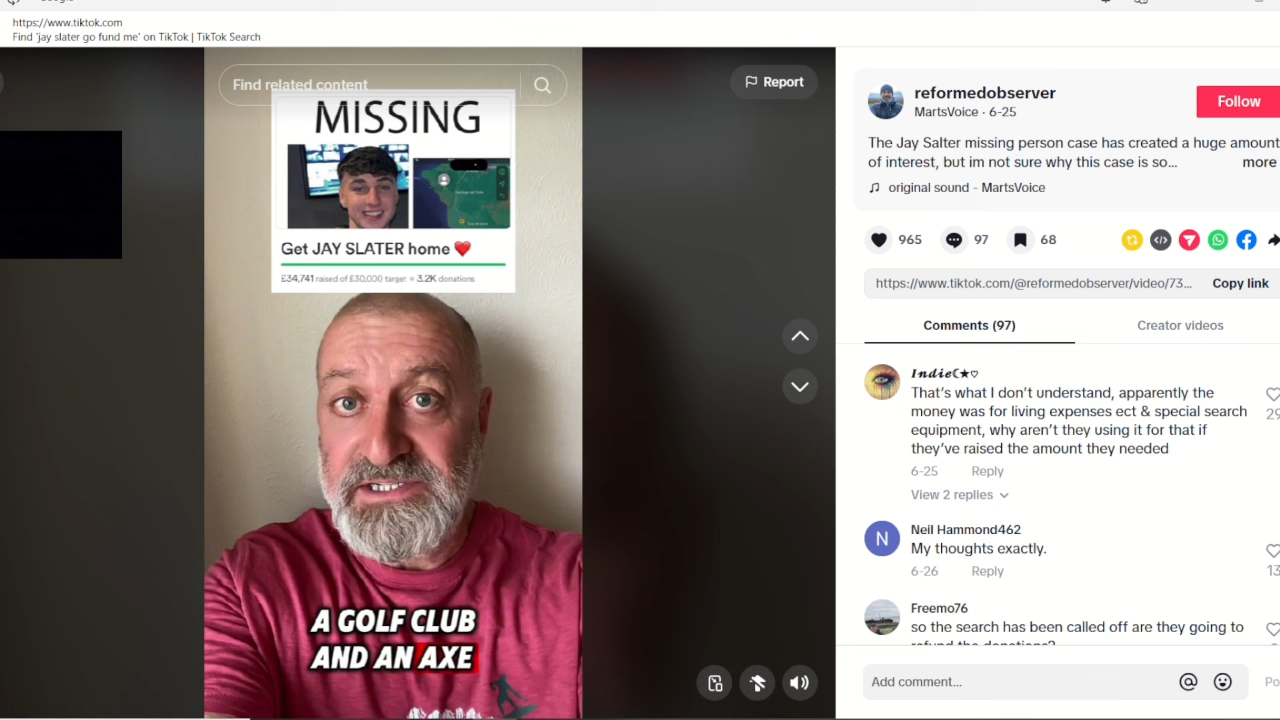 https://www.tiktok.com
Find 'jay slater go fund me' on TikTok | TikTok Search
Find related content
Report
MISSING
Get JAY SLATER home ❤️
£34,741 raised of £30,000 target • 3.2K donations
A GOLF CLUB
AND AN AXE
reformedobserver
MartsVoice · 6-25
Follow
The Jay Salter missing person case has created a huge amount
of interest, but im not sure why this case is so...
more
original sound - MartsVoice
965
97
68
https://www.tiktok.com/@reformedobserver/video/73...
Copy link
Comments (97)
Creator videos
Indie☾★♡
That's what I don't understand, apparently the
money was for living expenses ect & special search
equipment, why aren't they using it for that if
they've raised the amount they needed
29
6-25 Reply
View 2 replies
N
Neil Hammond462
My thoughts exactly.
13
6-26 Reply
Freemo76
so the search has been called off are they going to
refund the donations?
Add comment...
Po